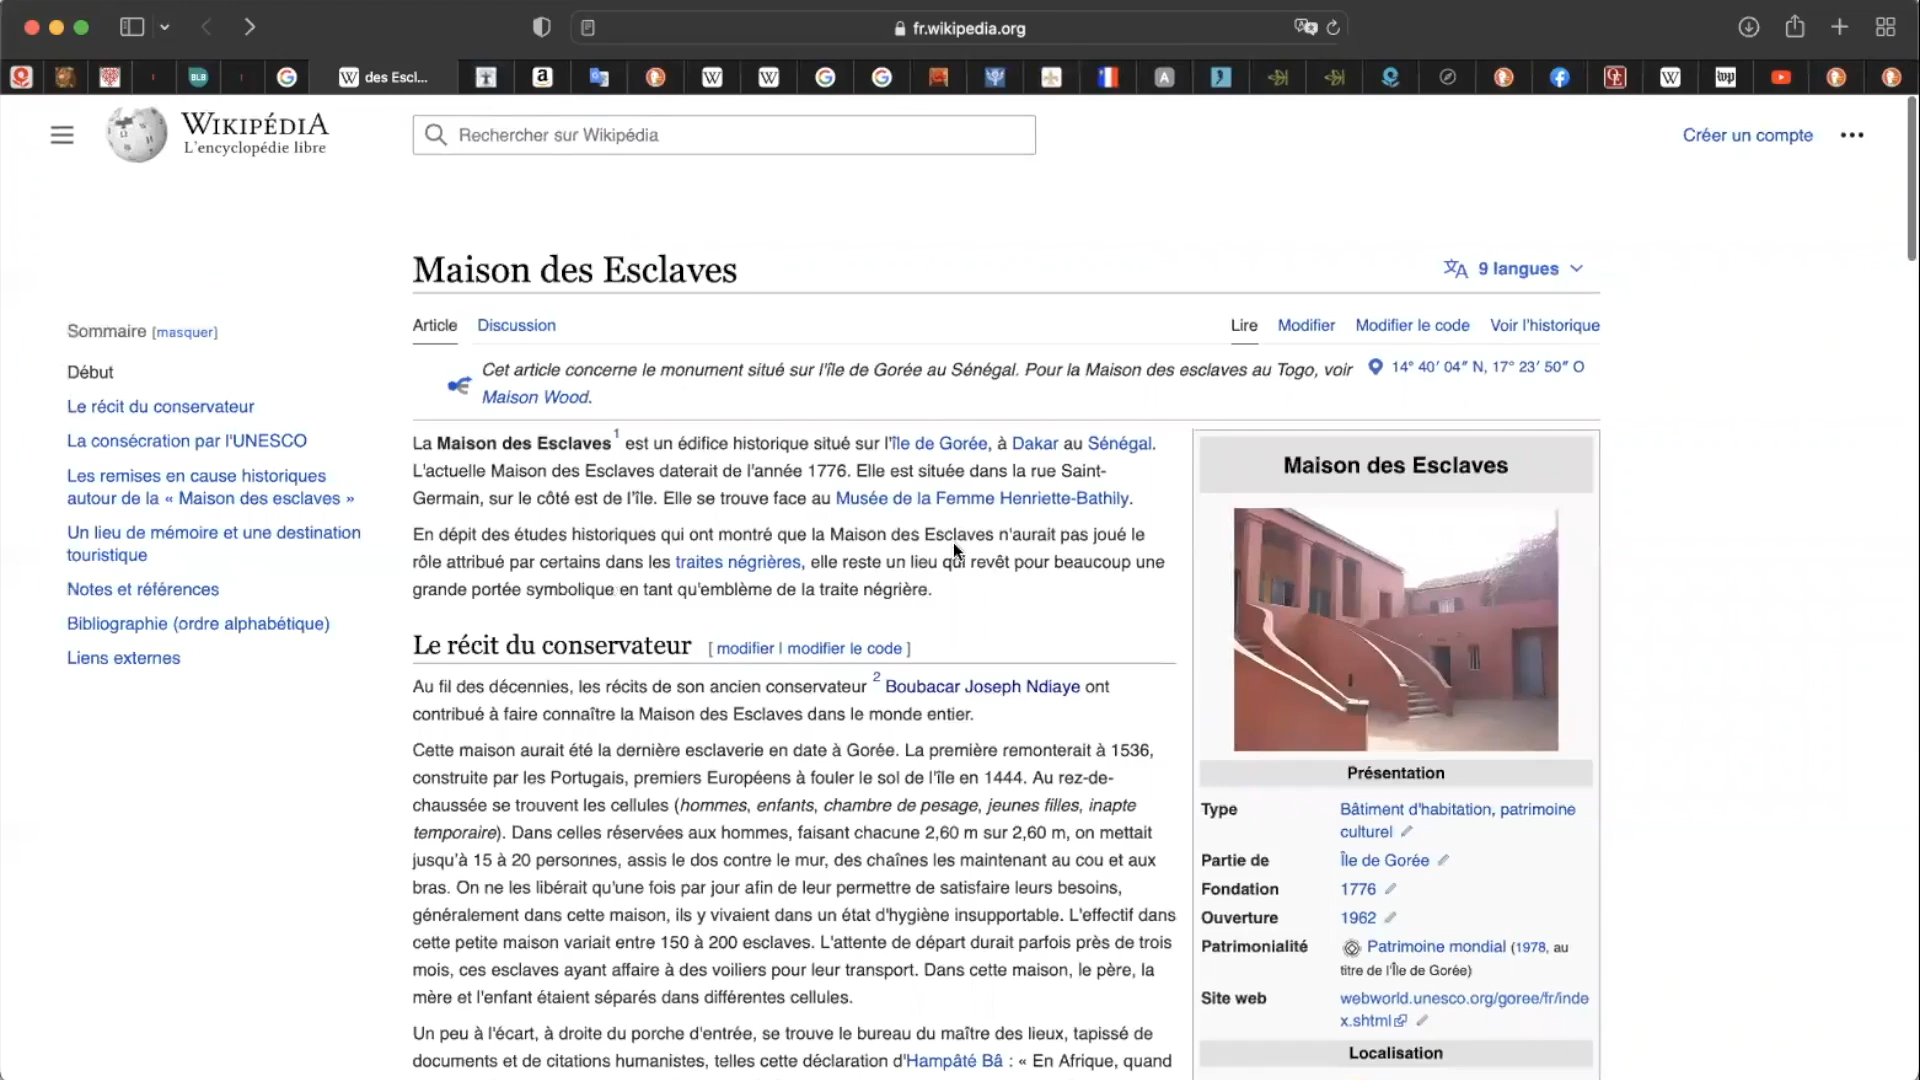 fr.wikipedia.org
BLB
des Escl...
WIKIPÉDIA
L'encyclopédie libre
Rechercher sur Wikipédia
Créer un compte
Maison des Esclaves
9 langues
Sommaire [masquer]
Début
Le récit du conservateur
La consécration par l'UNESCO
Les remises en cause historiques
autour de la « Maison des esclaves »
Un lieu de mémoire et une destination
touristique
Notes et références
Bibliographie (ordre alphabétique)
Liens externes
Article Discussion Lire Modifier Modifier le code Voir l'historique
Cet article concerne le monument situé sur l'île de Gorée au Sénégal. Pour la Maison des esclaves au Togo, voir
Maison Wood.
14° 40′ 04″ N, 17° 23′ 50″ O
La Maison des Esclaves 1 est un édifice historique situé sur l'île de Gorée, à Dakar au Sénégal.
L'actuelle Maison des Esclaves daterait de l'année 1776. Elle est située dans la rue Saint-
Germain, sur le côté est de l'île. Elle se trouve face au Musée de la Femme Henriette-Bathily.
En dépit des études historiques qui ont montré que la Maison des Esclaves n'aurait pas joué le
rôle attribué par certains dans les traites négrières, elle reste un lieu qui revêt pour beaucoup une
grande portée symbolique en tant qu'emblème de la traite négrière.
Le récit du conservateur [ modifier | modifier le code ]
Au fil des décennies, les récits de son ancien conservateur 2 Boubacar Joseph Ndiaye ont
contribué à faire connaître la Maison des Esclaves dans le monde entier.
Cette maison aurait été la dernière esclaverie en date à Gorée. La première remonterait à 1536,
construite par les Portugais, premiers Européens à fouler le sol de l'île en 1444. Au rez-de-
chaussée se trouvent les cellules (hommes, enfants, chambre de pesage, jeunes filles, inapte
temporaire). Dans celles réservées aux hommes, faisant chacune 2,60 m sur 2,60 m, on mettait
jusqu'à 15 à 20 personnes, assis le dos contre le mur, des chaînes les maintenant au cou et aux
bras. On ne les libérait qu'une fois par jour afin de leur permettre de satisfaire leurs besoins,
généralement dans cette maison, ils y vivaient dans un état d'hygiène insupportable. L'effectif dans
cette petite maison variait entre 150 à 200 esclaves. L'attente de départ durait parfois près de trois
mois, ces esclaves ayant affaire à des voiliers pour leur transport. Dans cette maison, le père, la
mère et l'enfant étaient séparés dans différentes cellules.
Un peu à l'écart, à droite du porche d'entrée, se trouve le bureau du maître des lieux, tapissé de
documents et de citations humanistes, telles cette déclaration d'Hampâté Bâ : « En Afrique, quand
Maison des Esclaves
Présentation
Type Bâtiment d'habitation, patrimoine
culturel
Partie de Île de Gorée
Fondation 1776
Ouverture 1962
Patrimonialité Patrimoine mondial (1978, au
titre de l'Île de Gorée)
Site web webworld.unesco.org/goree/fr/inde
x.shtml
Localisation